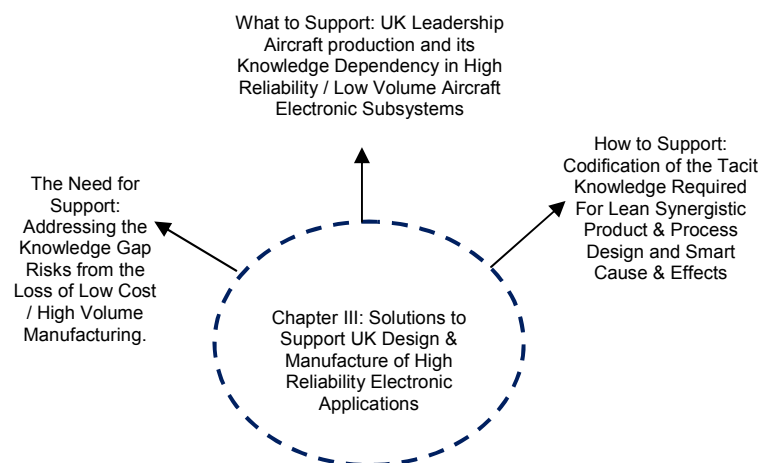 What to Support: UK Leadership
Aircraft production and its
Knowledge Dependency in High
Reliability / Low Volume Aircraft
Electronic Subsystems
The Need for
Support:
Addressing the
Knowledge Gap
Risks from the
Loss of Low Cost
/ High Volume
Manufacturing.
How to Support:
Codification of the Tacit
Knowledge Required
For Lean Synergistic
Product & Process
Design and Smart
Cause & Effects
Chapter III: Solutions to
Support UK Design &
Manufacture of High
Reliability Electronic
Applications